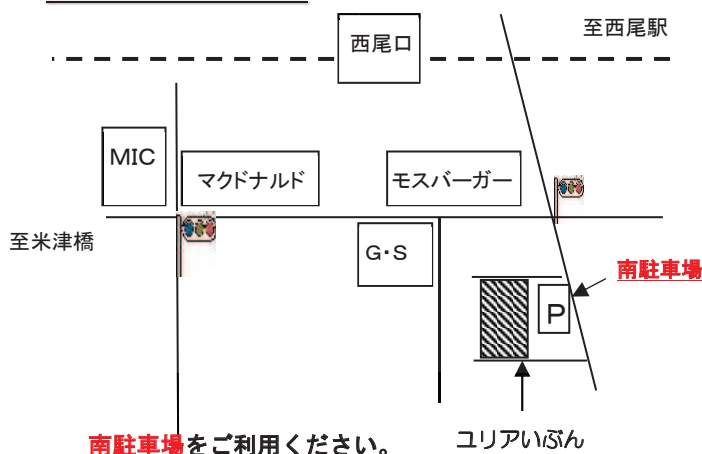 西尾口
至西尾駅
MIC
マクドナルド
モスバーガー
至米津橋
G・S
南駐車場
P
南駐車場をご利用ください。
ユリアいぶん